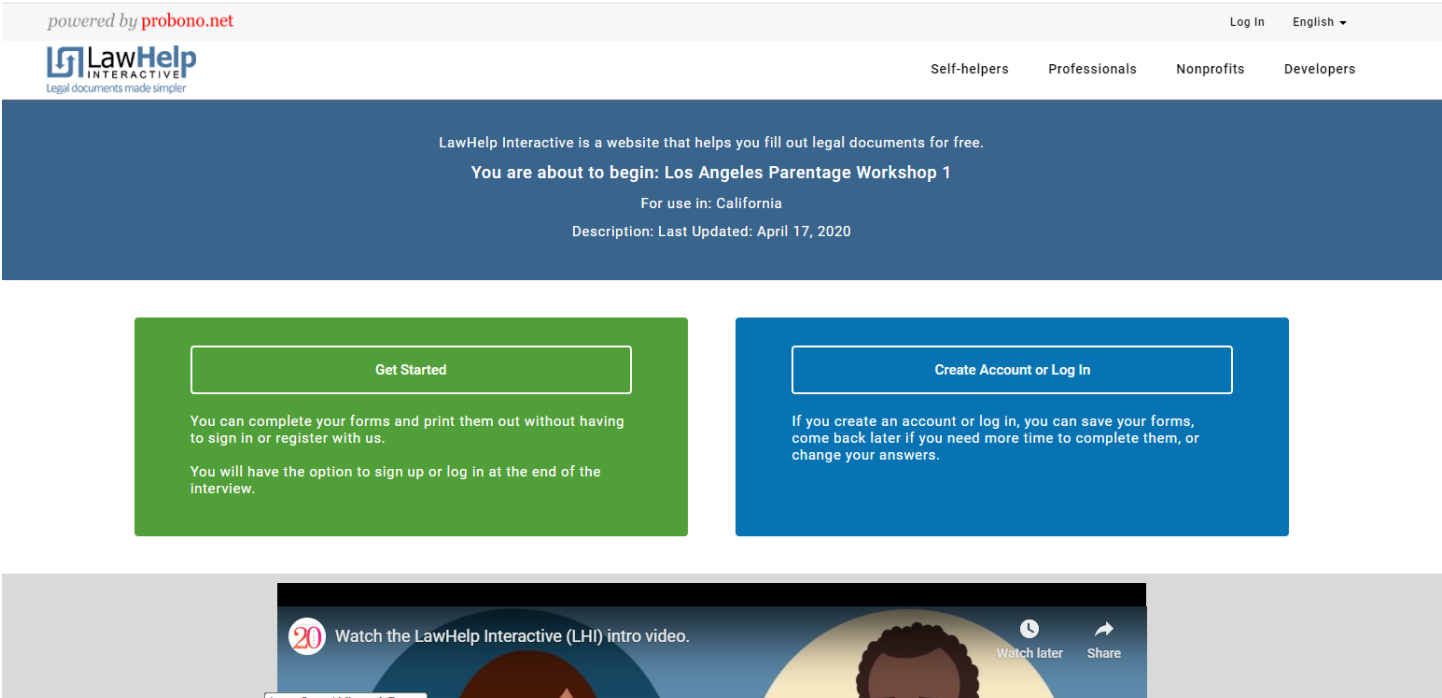 powered by probono.net
Log In
English
LawHelp
INTERACTIVE
Legal documents made simpler
Self-helpers
Professionals
Nonprofits
Developers
LawHelp Interactive is a website that helps you fill out legal documents for free.
You are about to begin: Los Angeles Parentage Workshop 1
For use in: California
Description: Last Updated: April 17, 2020
Get Started
You can complete your forms and print them out without having
to sign in or register with us.
You will have the option to sign up or log in at the end of the
interview.
Create Account or Log In
If you create an account or log in, you can save your forms,
come back later if you need more time to complete them, or
change your answers.
20
Watch the LawHelp Interactive (LHI) intro video.
Watch later
Share